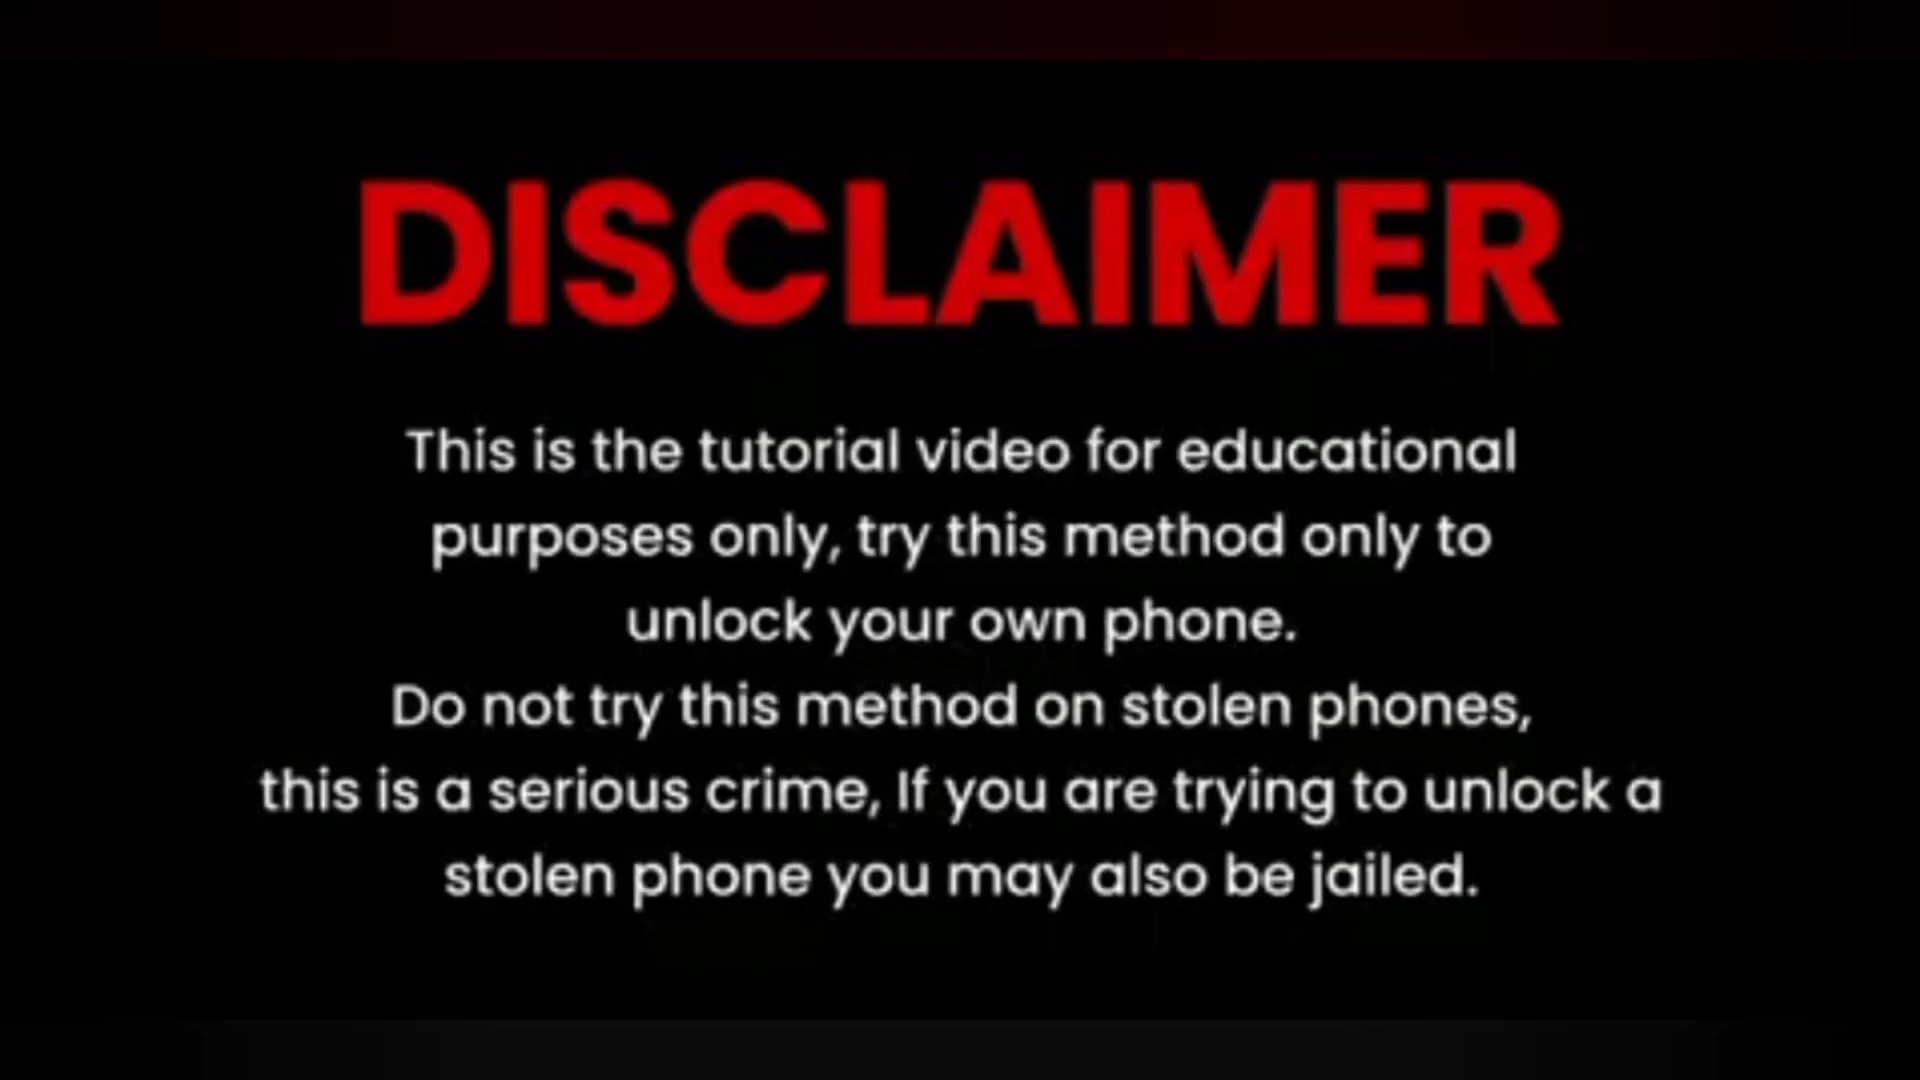 DISCLAIMER
This is the tutorial video for educational
purposes only, try this method only to
unlock your own phone.
Do not try this method on stolen phones,
this is a serious crime, If you are trying to unlock a
stolen phone you may also be jailed.